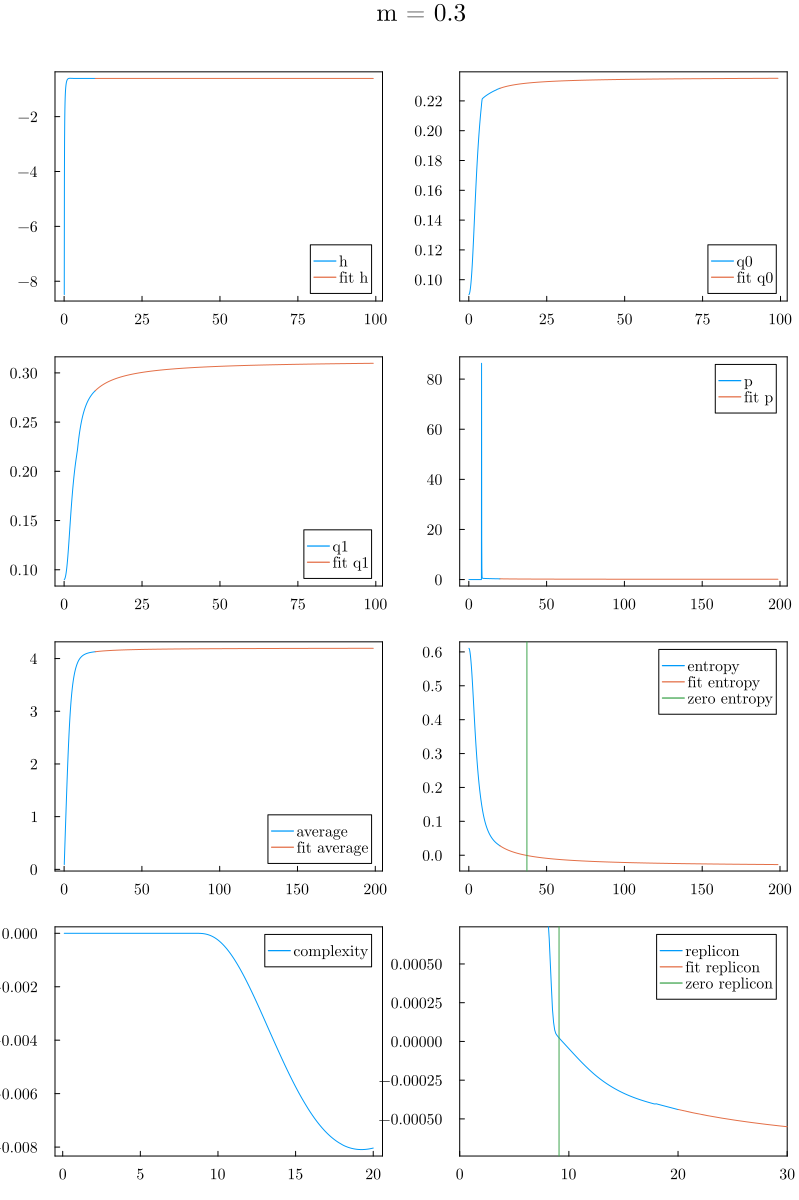 m = 0.3
−2
−4
−6
−8
h
fit h
0 25 50 75 100
0.22
0.20
0.18
0.16
0.14
0.12
0.10
q0
fit q0
0 25 50 75 100
0.30
0.25
0.20
0.15
0.10
q1
fit q1
0 25 50 75 100
80
60
40
20
0
p
fit p
0 50 100 150 200
4
3
2
1
0
average
fit average
0 50 100 150 200
0.6
0.5
0.4
0.3
0.2
0.1
0.0
entropy
fit entropy
zero entropy
0 50 100 150 200
0.000
0.002
0.004
0.006
0.008
complexity
0 5 10 15 20
0.00050
0.00025
0.00000
−0.00025
−0.00050
replicon
fit replicon
zero replicon
0 10 20 30